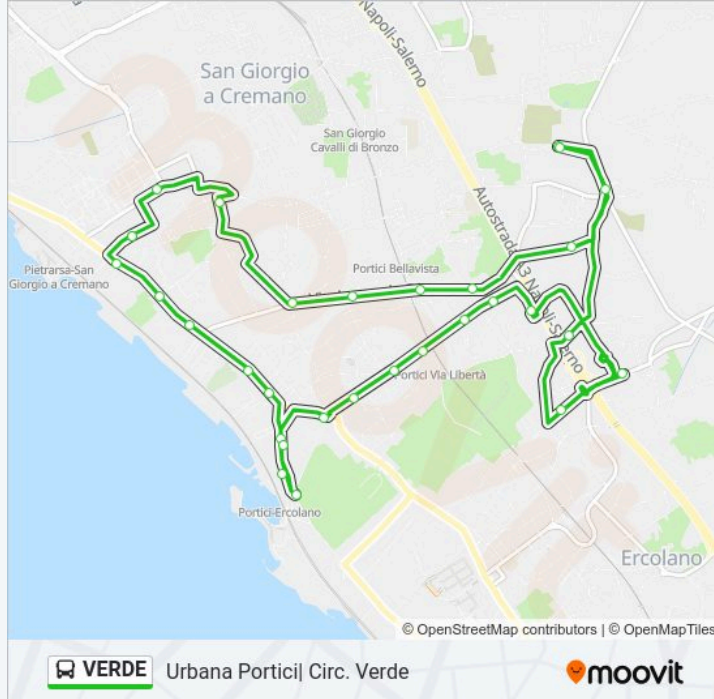 Napoli-Salerno
San Giorgio
a Cremano
San Giorgio
Cavalli di Bronzo
Autostrada A3 Napoli-Salerno
Pietrarsa-San
Giorgio a Cremano
Portici Bellavista
Portici Via Libertà
Portici-Ercolano
Ercolano
© OpenStreetMap contributors | © OpenMapTiles
VERDE
Urbana Portici| Circ. Verde
moovit